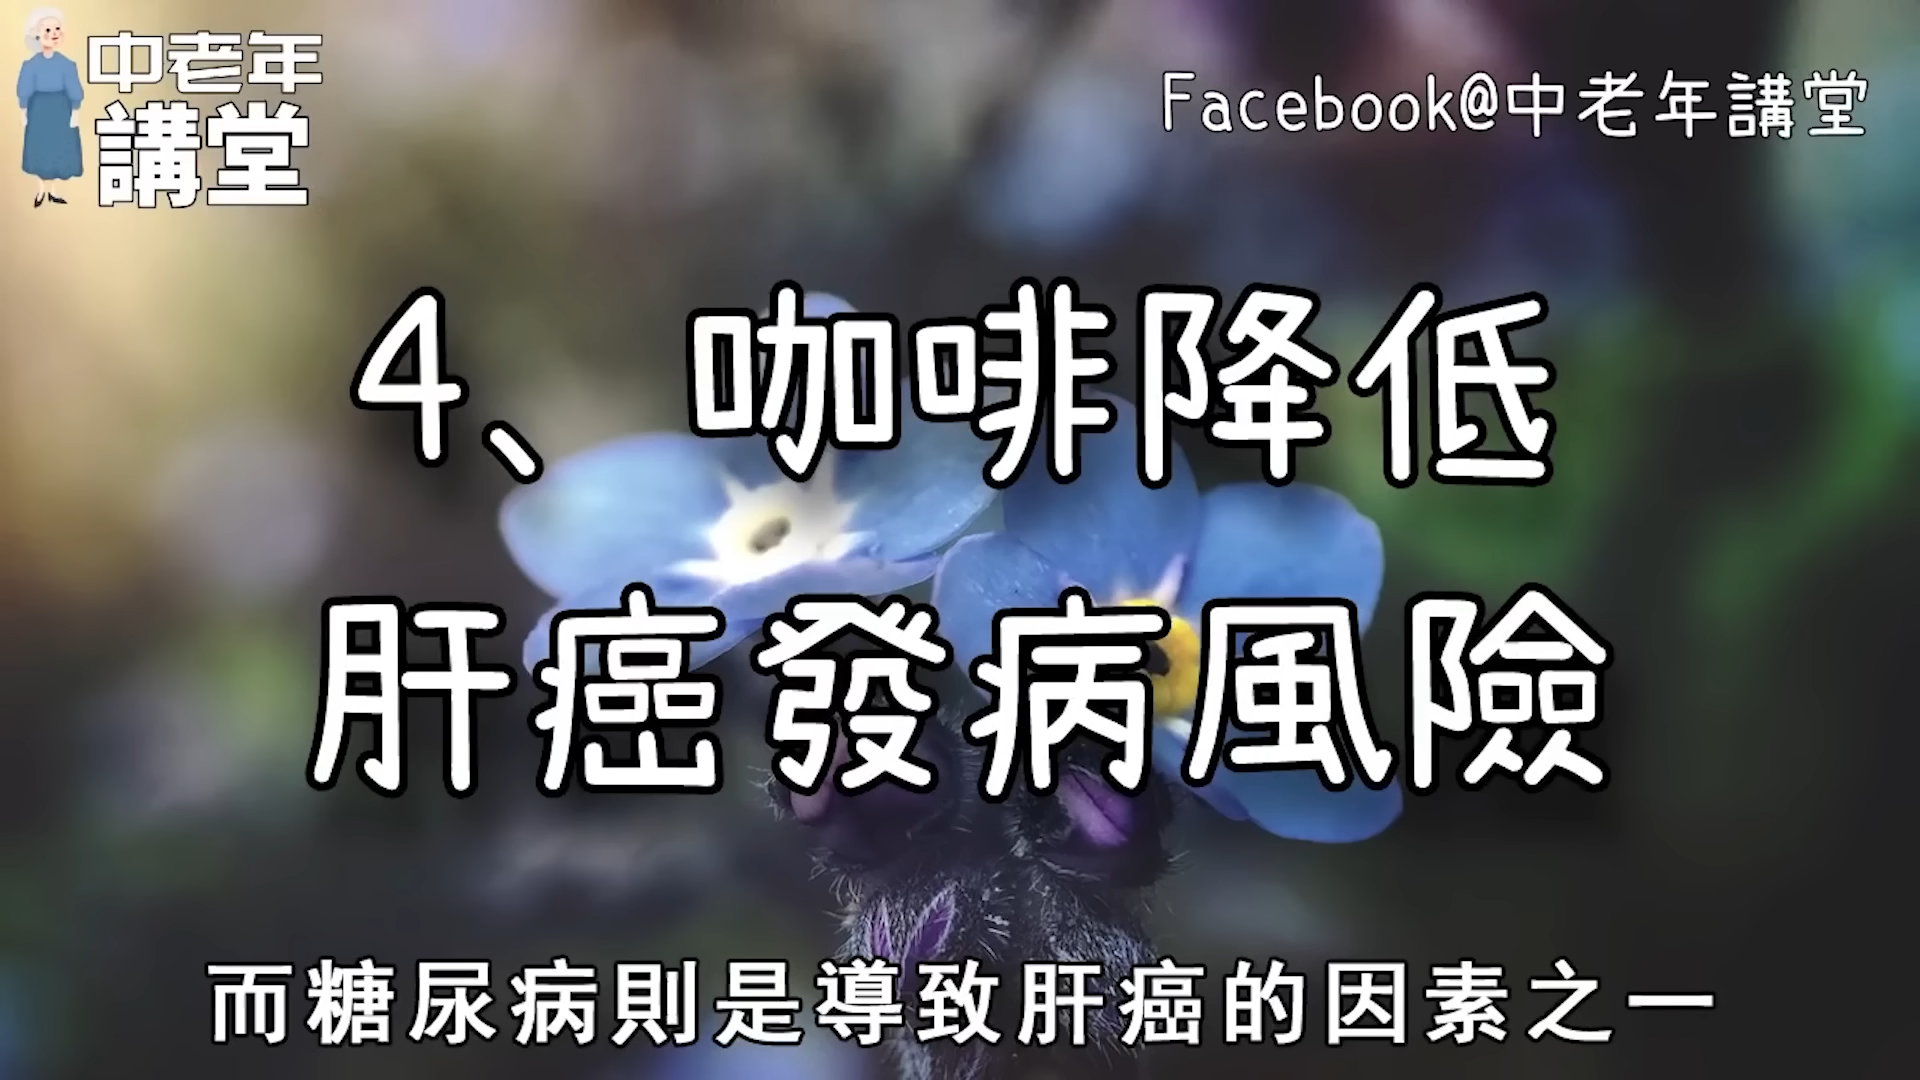 中老年
講堂
Facebook@中老年講堂
4、咖啡降低
肝癌發病風險
而糖尿病則是導致肝癌的因素之一